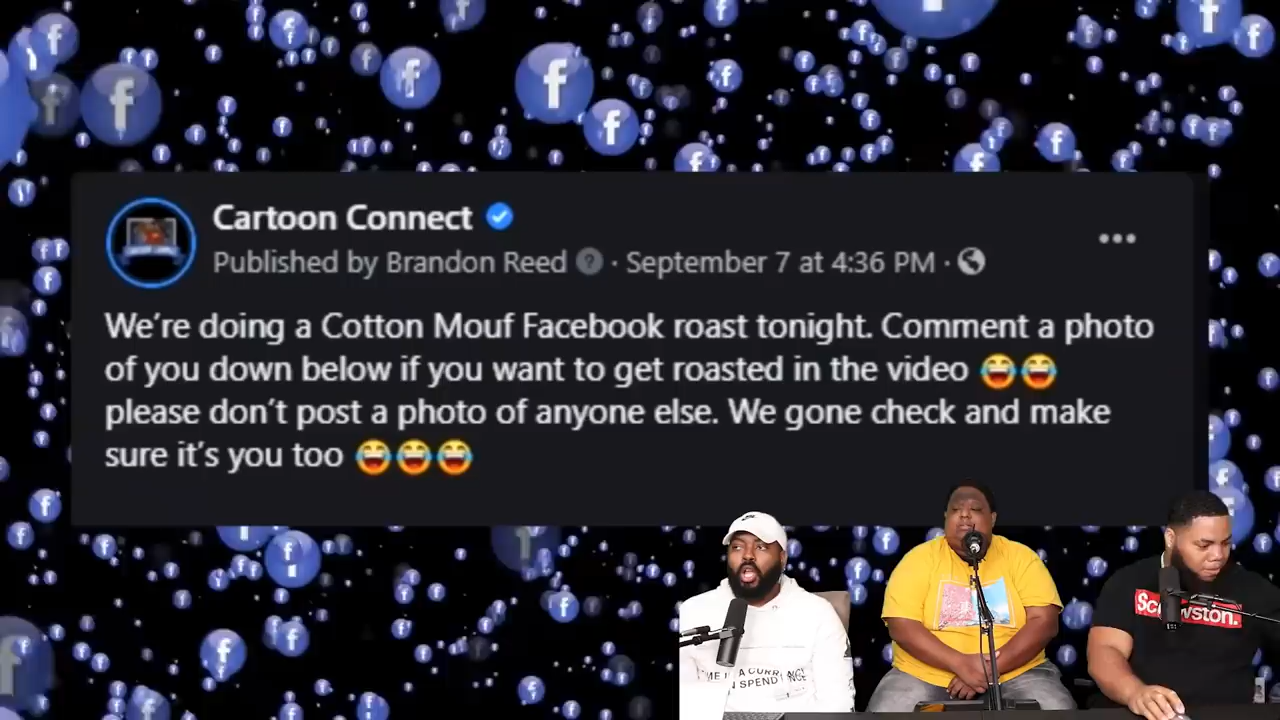 Cartoon Connect
Published by Brandon Reed · September 7 at 4:36 PM ·
We're doing a Cotton Mouf Facebook roast tonight. Comment a photo
of you down below if you want to get roasted in the video 😂😂
please don't post a photo of anyone else. We gone check and make
sure it's you too 😂😂😂